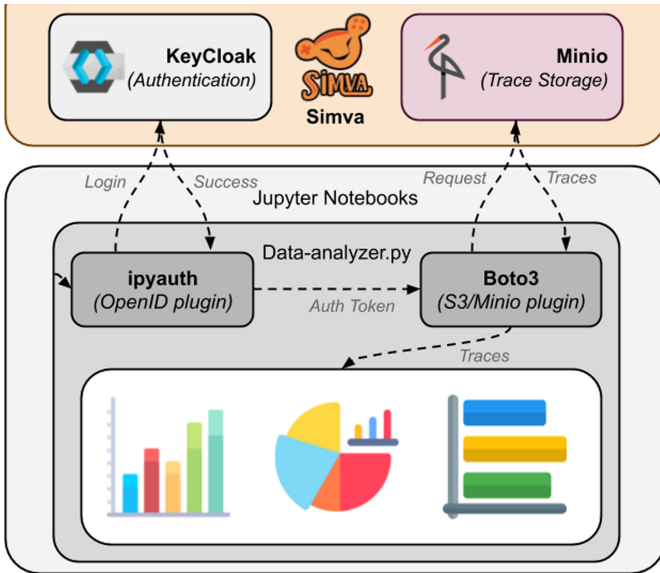 KeyCloak
(Authentication)
SiMVA
Simva
Minio
(Trace Storage)
Login
Success
Request
Traces
Jupyter Notebooks
Data-analyzer.py
ipyauth
(OpenID plugin)
Auth Token
Boto3
(S3/Minio plugin)
Traces